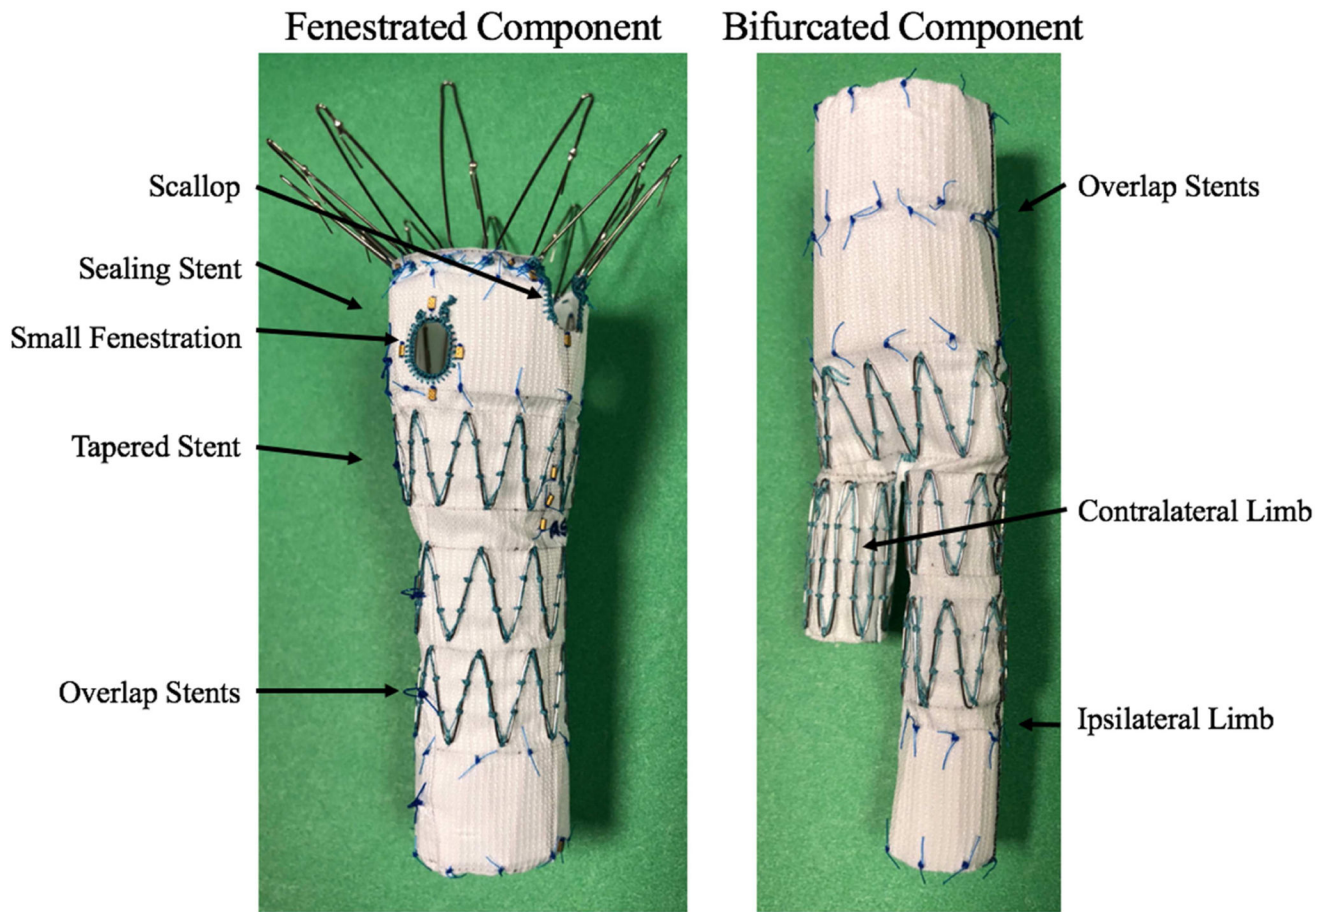 Fenestrated Component
Bifurcated Component
Scallop
Sealing Stent
Small Fenestration
Tapered Stent
Overlap Stents
Overlap Stents
Contralateral Limb
Ipsilateral Limb